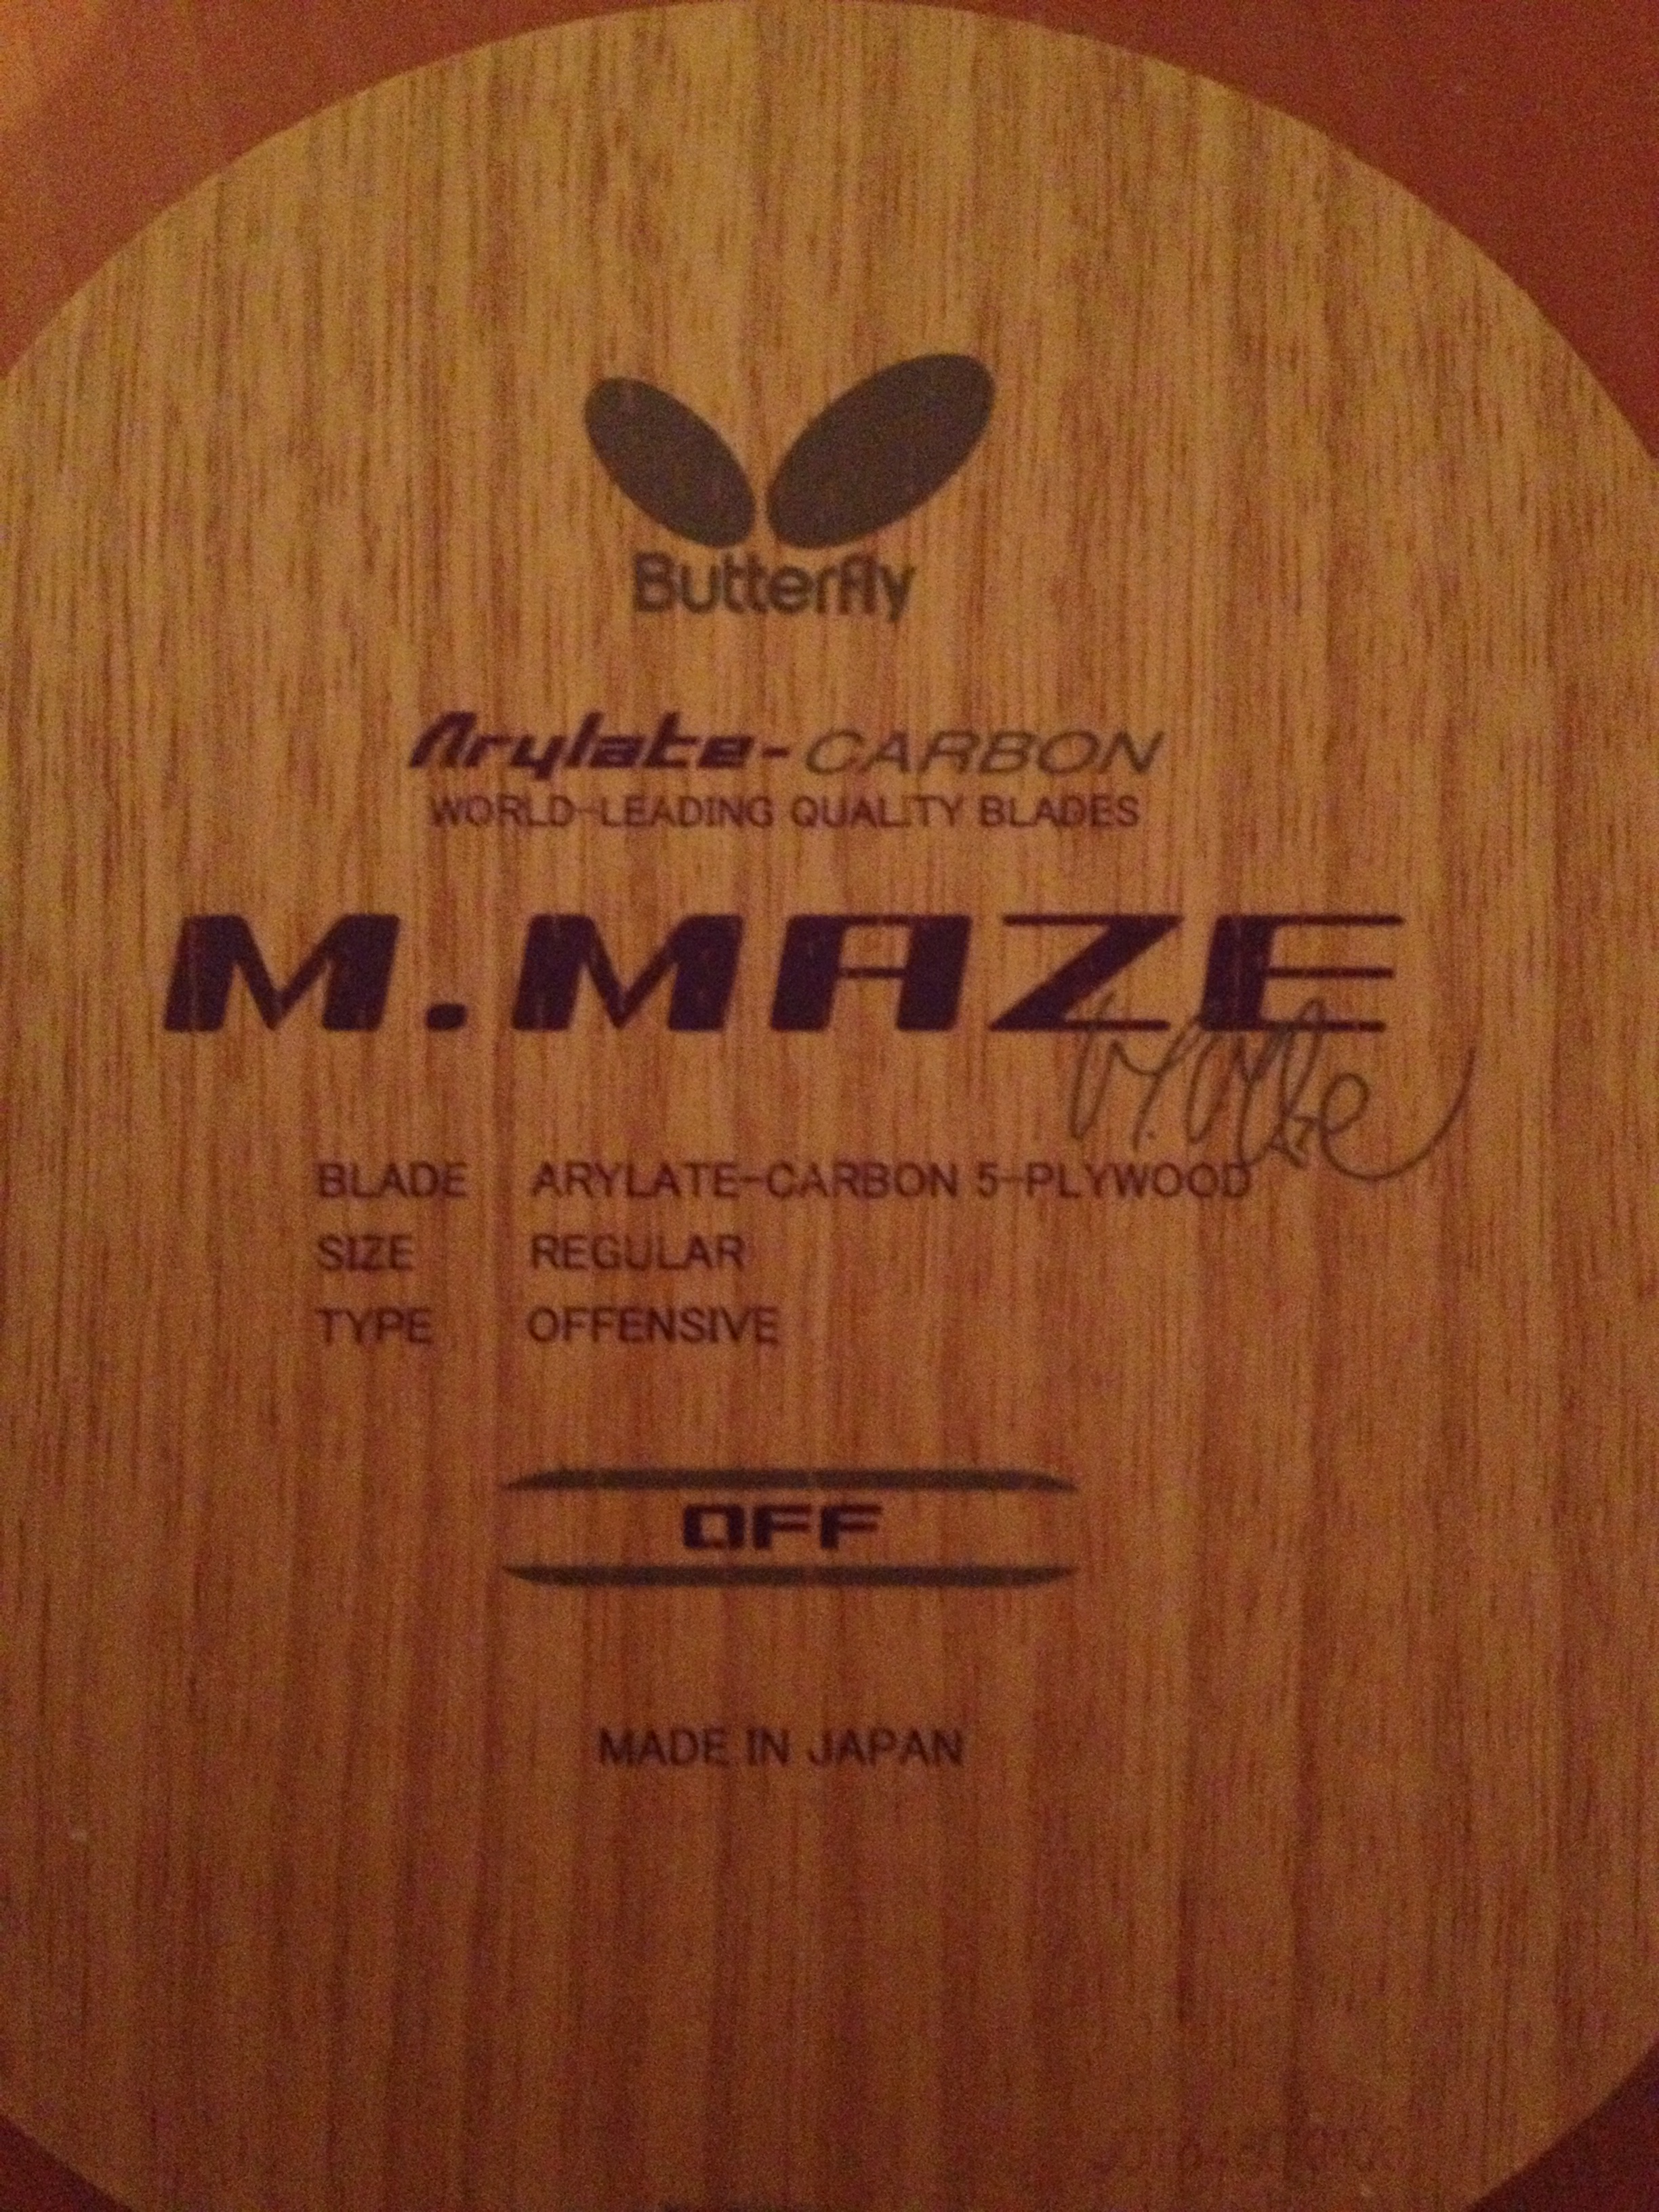 Butterfly
Arylate-CARBON
WORLD-LEADING QUALITY BLADES
M.MAZE
M. Maze
BLADE ARYLATE-CARBON 5-PLYWOOD
SIZE REGULAR
TYPE OFFENSIVE
OFF
MADE IN JAPAN